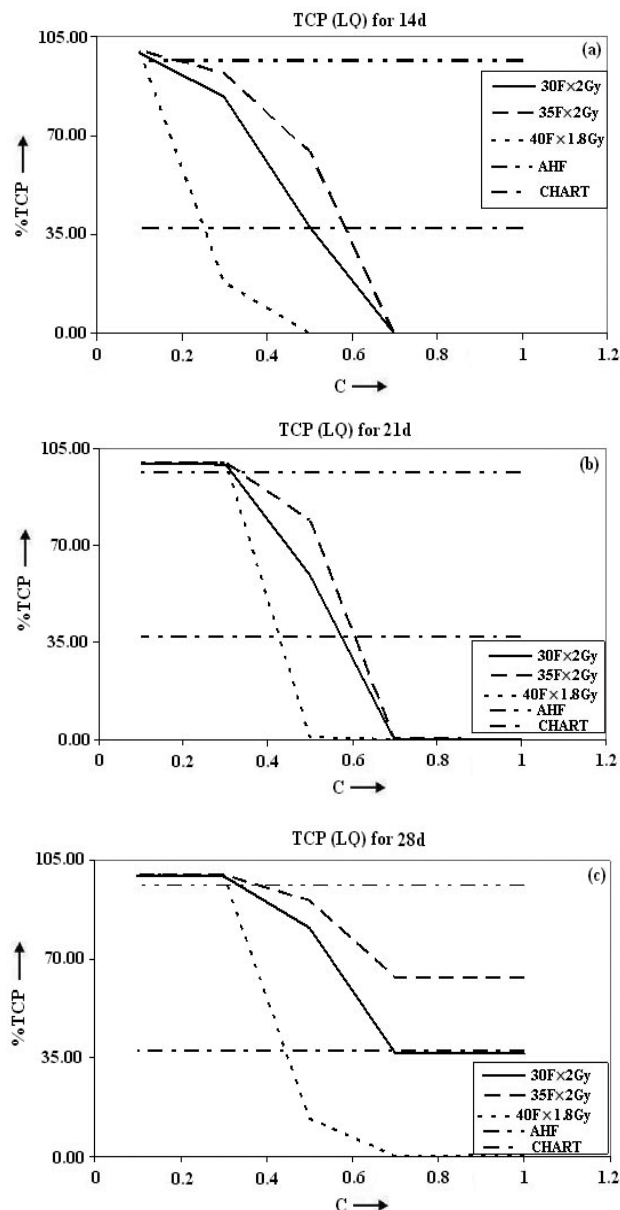 TCP (LQ) for 14d
(a)
105.00
70.00
35.00
0.00
%TCP
30F×2Gy
35F×2Gy
40F×1.8Gy
AHF
CHART
0 0.2 0.4 0.6 0.8 1 1.2
C
TCP (LQ) for 21d
(b)
105.00
70.00
35.00
0.00
%TCP
30F×2Gy
35F×2Gy
40F×1.8Gy
AHF
CHART
0 0.2 0.4 0.6 0.8 1 1.2
C
TCP (LQ) for 28d
(c)
105.00
70.00
35.00
0.00
%TCP
30F×2Gy
35F×2Gy
40F×1.8Gy
AHF
CHART
0 0.2 0.4 0.6 0.8 1 1.2
C